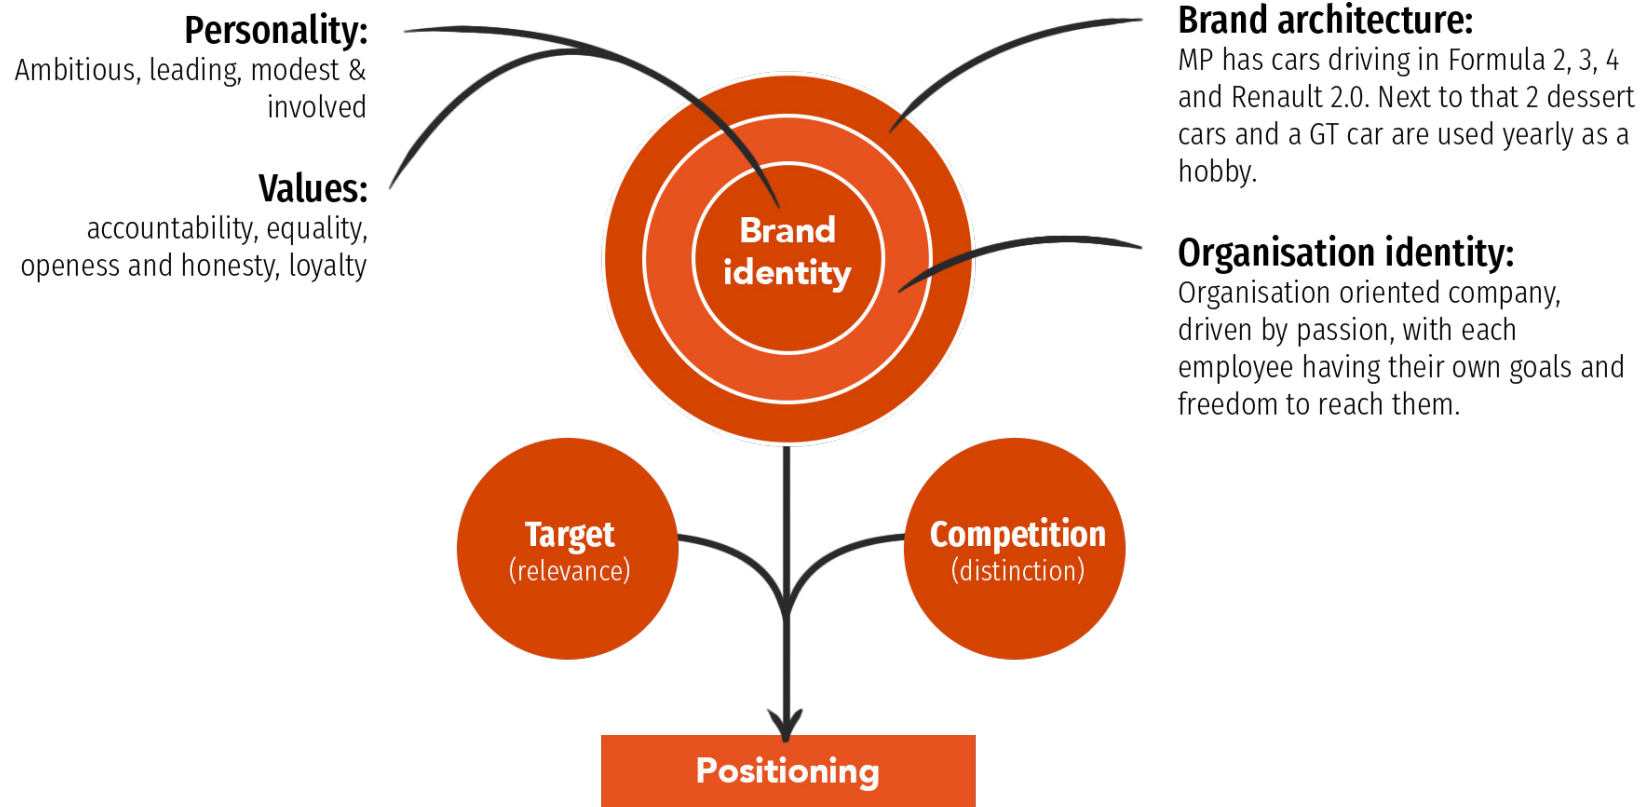 Personality:
Ambitious, leading, modest &
involved
Values:
accountability, equality,
openess and honesty, loyalty
Brand architecture:
MP has cars driving in Formula 2, 3, 4
and Renault 2.0. Next to that 2 dessert
cars and a GT car are used yearly as a
hobby.
Organisation identity:
Organisation oriented company,
driven by passion, with each
employee having their own goals and
freedom to reach them.
Brand
identity
Target
(relevance)
Competition
(distinction)
Positioning